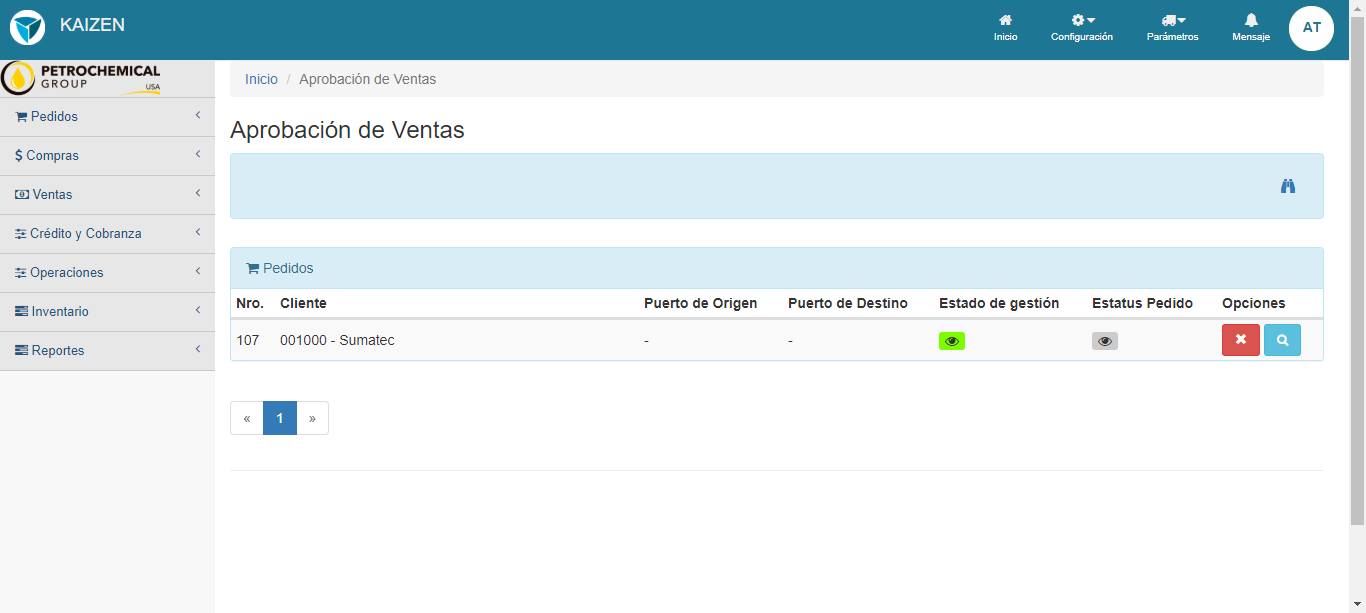 KAIZEN
Inicio
Configuración
Parámetros
Mensaje
AT
PETROCHEMICAL
GROUP
USA
Pedidos
Compras
Ventas
Crédito y Cobranza
Operaciones
Inventario
Reportes
Inicio / Aprobación de Ventas
Aprobación de Ventas
Pedidos
Nro. Cliente Puerto de Origen Puerto de Destino Estado de gestión Estatus Pedido Opciones
107 001000 - Sumatec - -
« 1 »